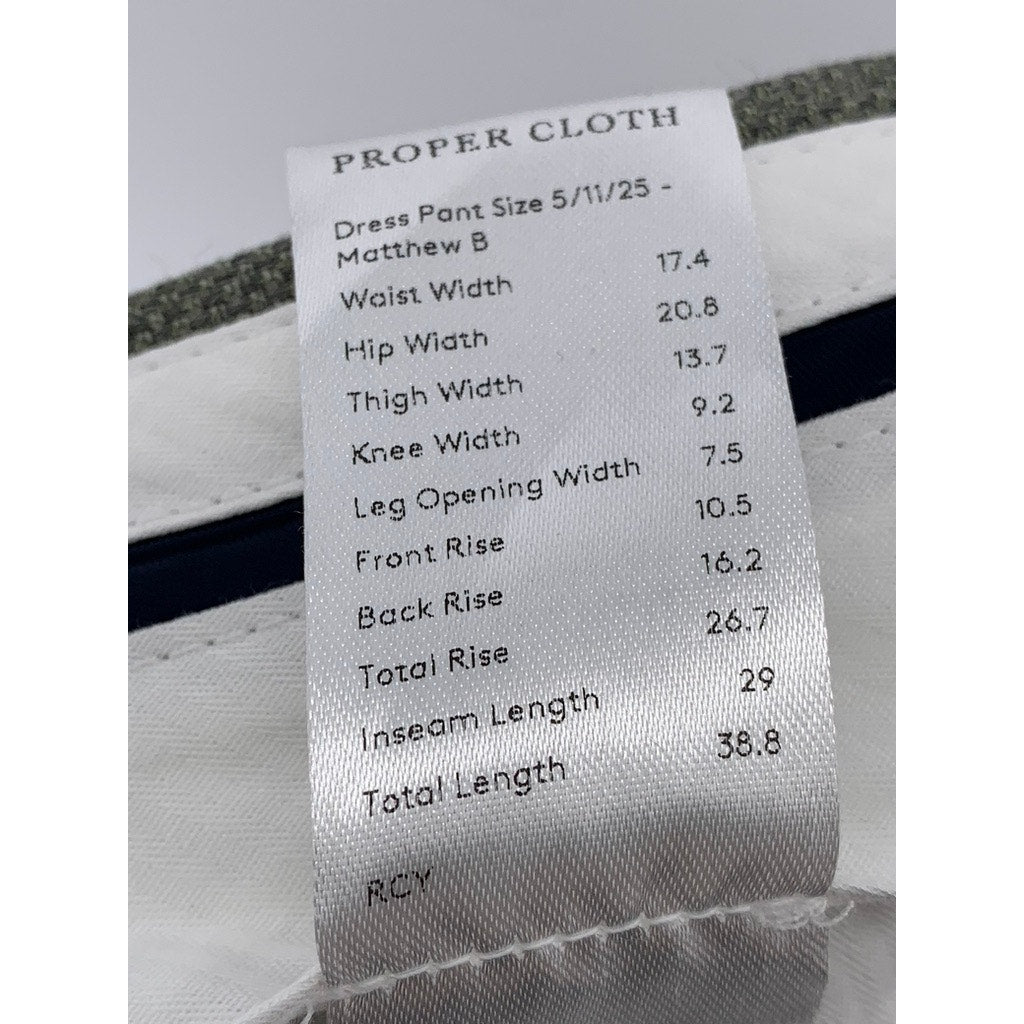 PROPER CLOTH
Dress Pant Size 5/11/25 -
Matthew B
Waist Width 17.4
Hip Width 20.8
Thigh Width 13.7
Knee Width 9.2
Leg Opening Width 7.5
Front Rise 10.5
Back Rise 16.2
Total Rise 26.7
Inseam Length 29
Total Length 38.8
RCY